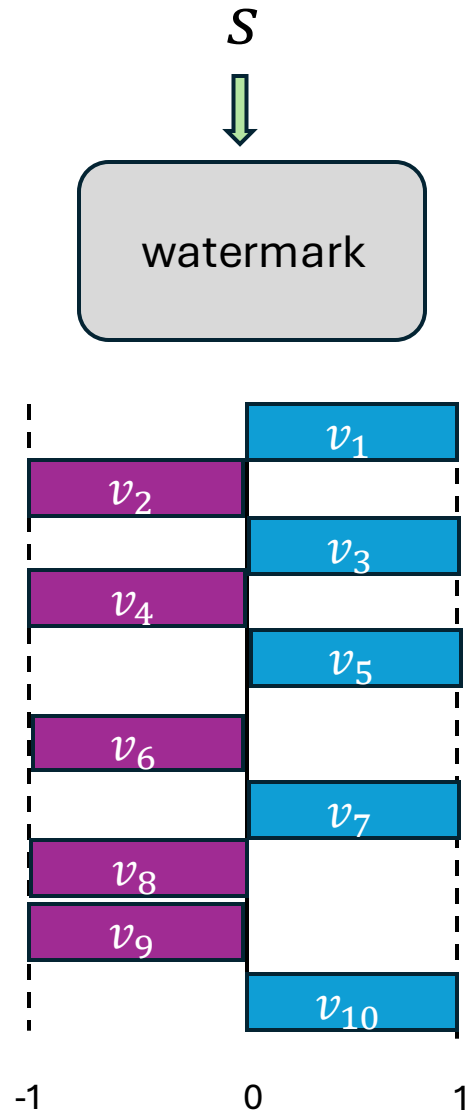 s
watermark
v₁
v₂
v₃
v₄
v₅
v₆
v₇
v₈
v₉
v₁₀
-1 0 1